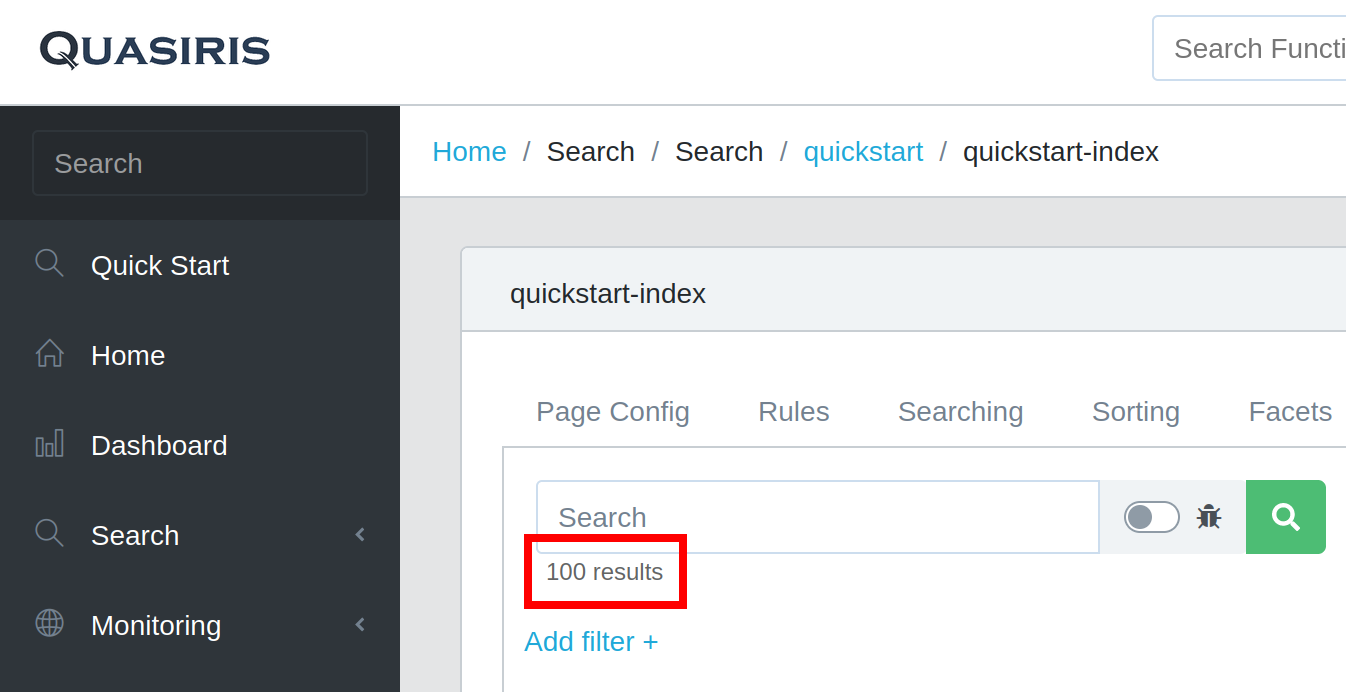 QUASIRIS
Search Functi
Search
Home / Search / Search / quickstart / quickstart-index
Quick Start
Home
Dashboard
Search
Monitoring
quickstart-index
Page Config Rules Searching Sorting Facets
Search
100 results
Add filter +